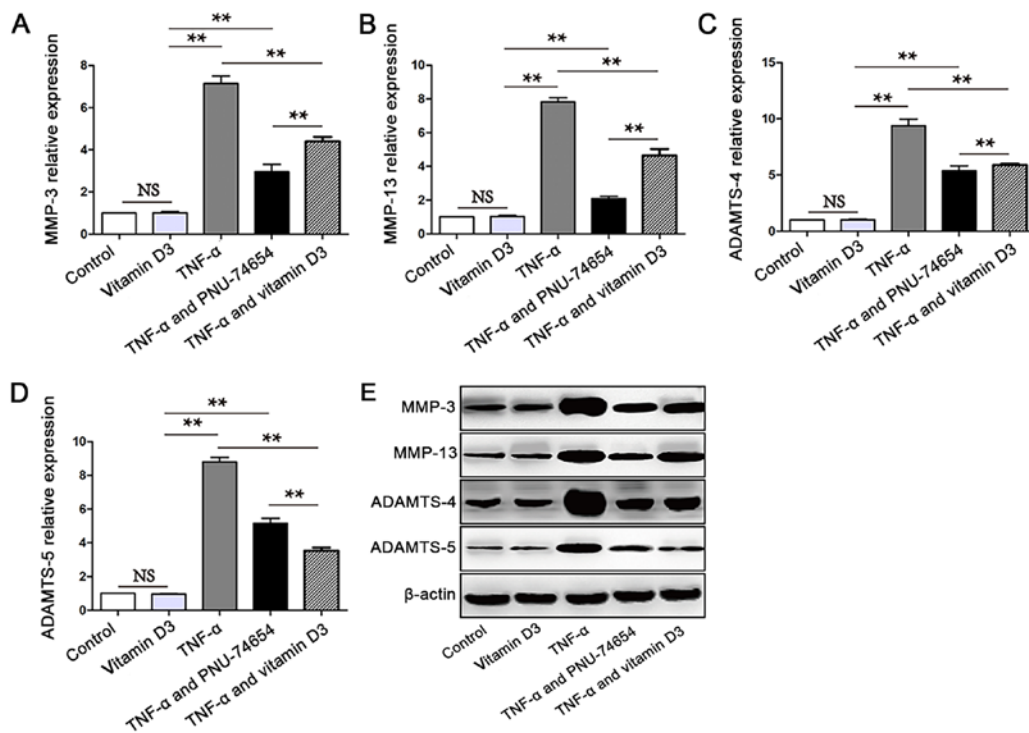 A
MMP-3 relative expression
8
6
4
2
0
**
**
**
**
NS
Control
Vitamin D3
TNF-α
TNF-α and PNU-74654
TNF-α and vitamin D3
B
MMP-13 relative expression
10
8
6
4
2
0
**
**
**
**
NS
Control
Vitamin D3
TNF-α
TNF-α and PNU-74654
TNF-α and vitamin D3
C
ADAMTS-4 relative expression
15
10
5
0
**
**
**
**
NS
Control
Vitamin D3
TNF-α
TNF-α and PNU-74654
TNF-α and vitamin D3
D
ADAMTS-5 relative expression
10
8
6
4
2
0
**
**
**
**
NS
Control
Vitamin D3
TNF-α
TNF-α and PNU-74654
TNF-α and vitamin D3
E
MMP-3
MMP-13
ADAMTS-4
ADAMTS-5
β-actin
Control
Vitamin D3
TNF-α
TNF-α and PNU-74654
TNF-α and vitamin D3